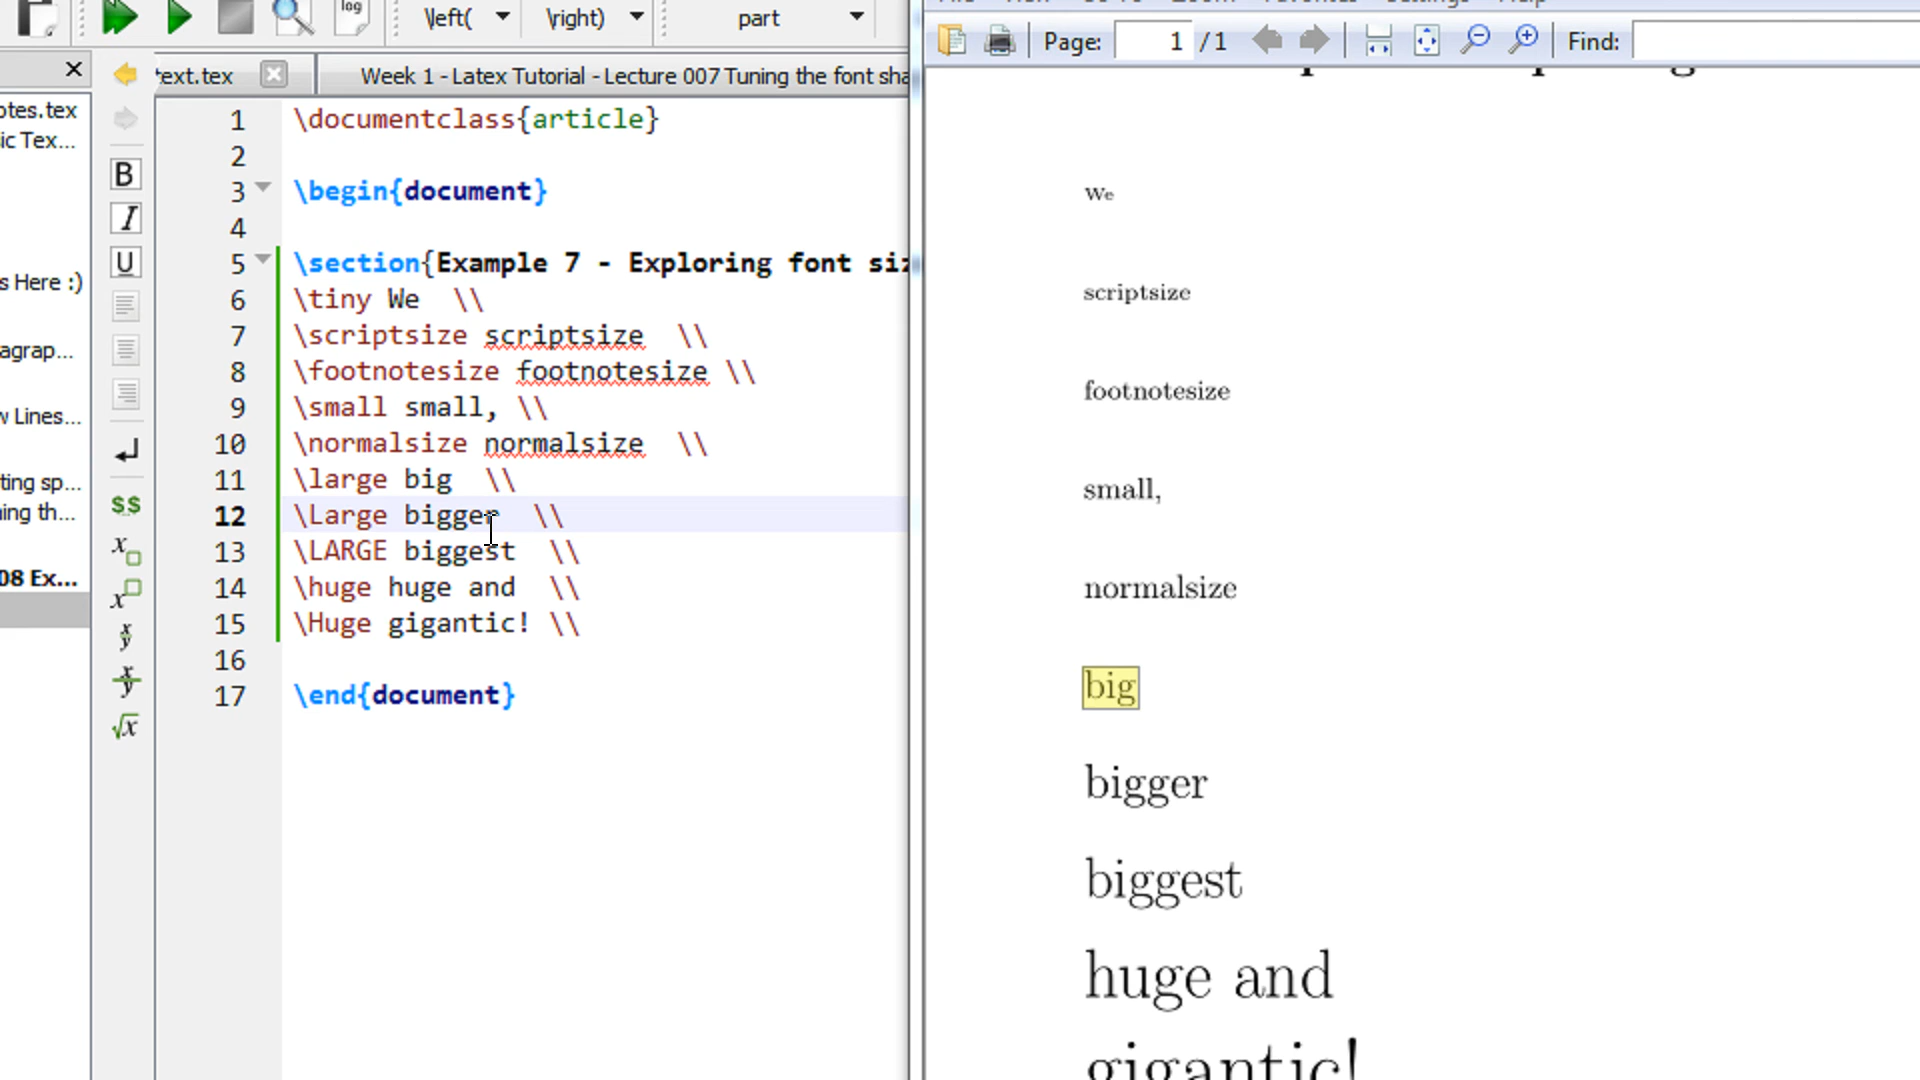 log
\left(
\right)
part
Page:
1
/ 1
Find:
ext.tex
Week 1 - Latex Tutorial - Lecture 007 Tuning the font sha
otes.tex
ic Tex...
s Here :)
agrap...
w Lines...
ting sp...
ing th...
08 Ex...
B
I
U
$$
1 \documentclass{article}
2
3 \begin{document}
4
5 \section{Example 7 - Exploring font siz
6 \tiny We \\
7 \scriptsize scriptsize \\
8 \footnotesize footnotesize \\
9 \small small, \\
10 \normalsize normalsize \\
11 \large big \\
12 \Large bigger \\
13 \LARGE biggest \\
14 \huge huge and \\
15 \Huge gigantic! \\
16
17 \end{document}
We
scriptsize
footnotesize
small,
normalsize
big
bigger
biggest
huge and
gigantic!